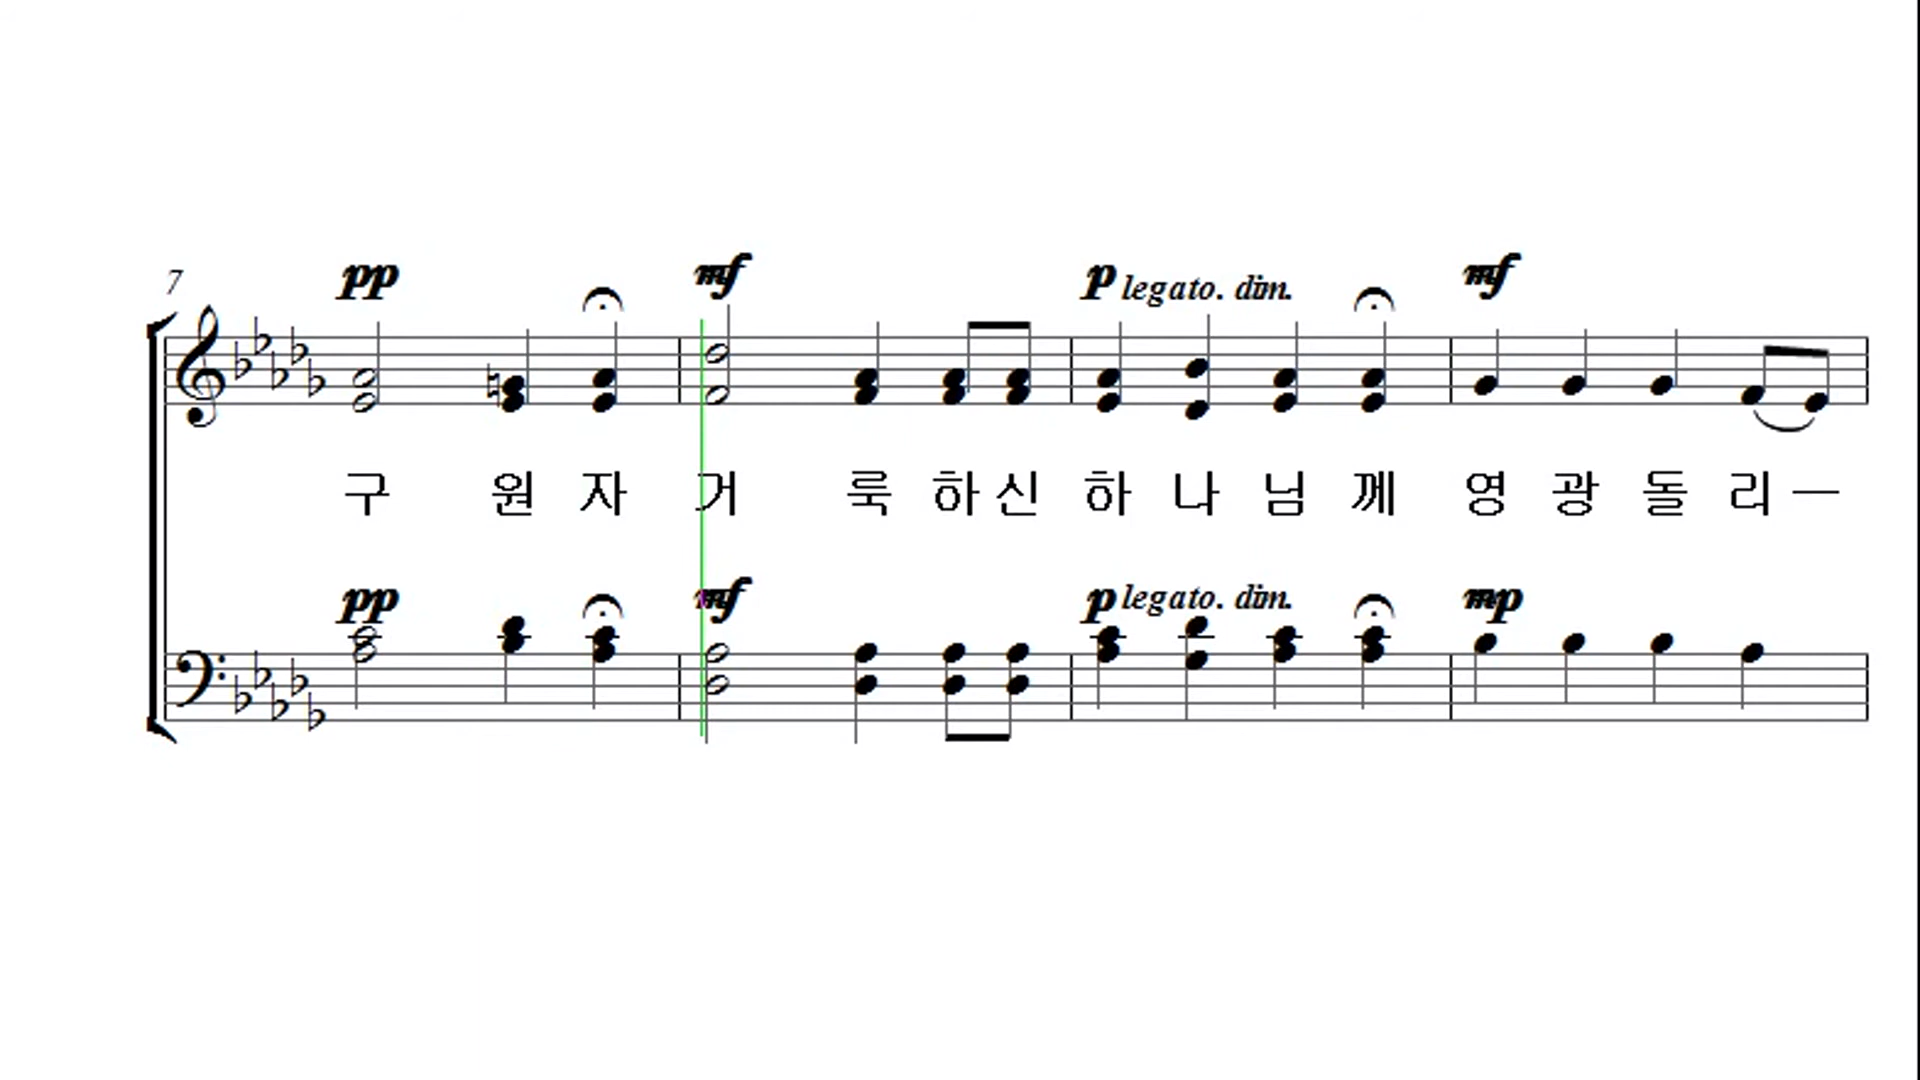 7 pp mf p legato. dim. mf
구 원 자 거 룩 하 신 하 나 님 께 영 광 돌 리 ─
pp mf p legato. dim. mp